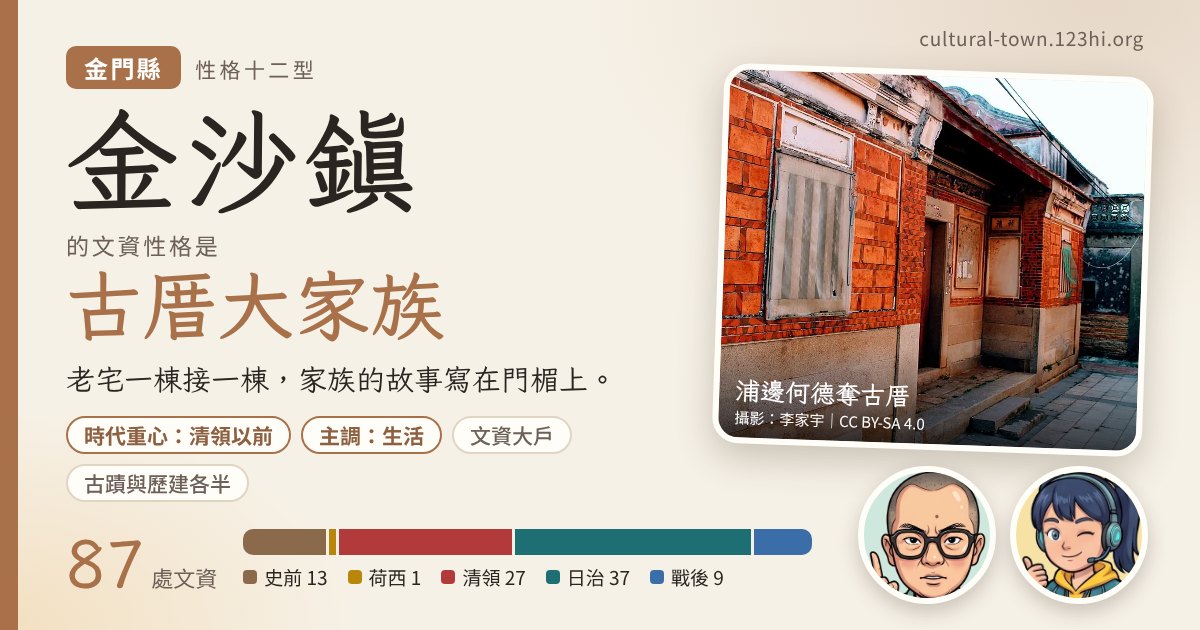 cultural-town.123hi.org
金門縣 性格十二型
金沙鎮
的文資性格是
古厝大家族
老宅一棟接一棟，家族的故事寫在門楣上。
時代重心：清領以前 主調：生活 文資大戶
古蹟與歷建各半
浦邊何德奪古厝
攝影：李家宇｜CC BY-SA 4.0
87 處文資
史前 13 荷西 1 清領 27 日治 37 戰後 9